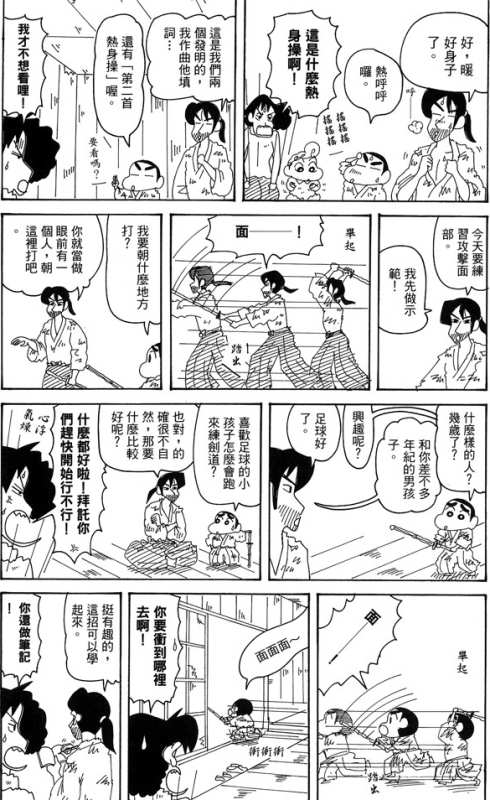 好，暖
好身子
了。
熱呼呼
囉。
這是什麼熱
身操啊！
這是我們兩
個發明的，
我作曲他填
詞…
還有「第二首
熱身操」喔。
要看嗎？
我才不想看哩！
今天要練
習攻擊面
部。
我先做示
範！
舉起
面——！
踏出
我要朝什麼地方
打？
你就當做
眼前有一
個人，朝
這裡打吧
。
什麼樣的人？
幾歲了？
和你差不多
年紀的男孩
子。
興趣呢？
足球好
了。
喜歡足球的小
孩子怎麼會跑
來練劍道？
也對，的
確很不自
然，那要
什麼比較
好呢？
什麼都好啦！拜託你
們趕快開始行不行！
心浮
氣燥
舉起
面——
踏出
面面面～
衝衝衝
你要衝到哪裡
去啊！
挺有趣的，
這招可以學
起來。
你還做筆記
！